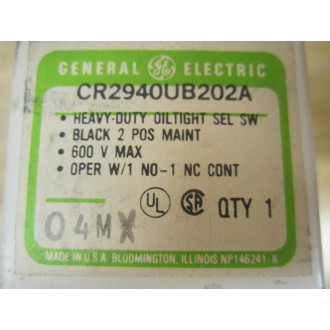 GENERAL GE ELECTRIC
CR2940UB202A
• HEAVY-DUTY OILTIGHT SEL SW
• BLACK 2 POS MAINT
• 600 V MAX
• OPER W/1 NO-1 NC CONT
UL SA QTY 1
04MX
MADE IN U.S.A. BLOOMINGTON, ILLINOIS NP146241-K